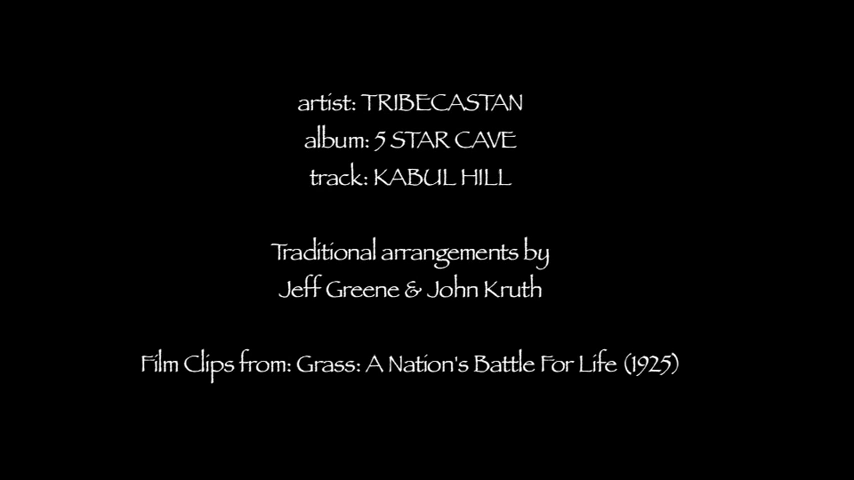 artist: TRIBECASTAN
album: 5 STAR CAVE
track: KABUL HILL
Traditional arrangements by
Jeff Greene & John Kruth
Film Clips from: Grass: A Nation's Battle For Life (1925)